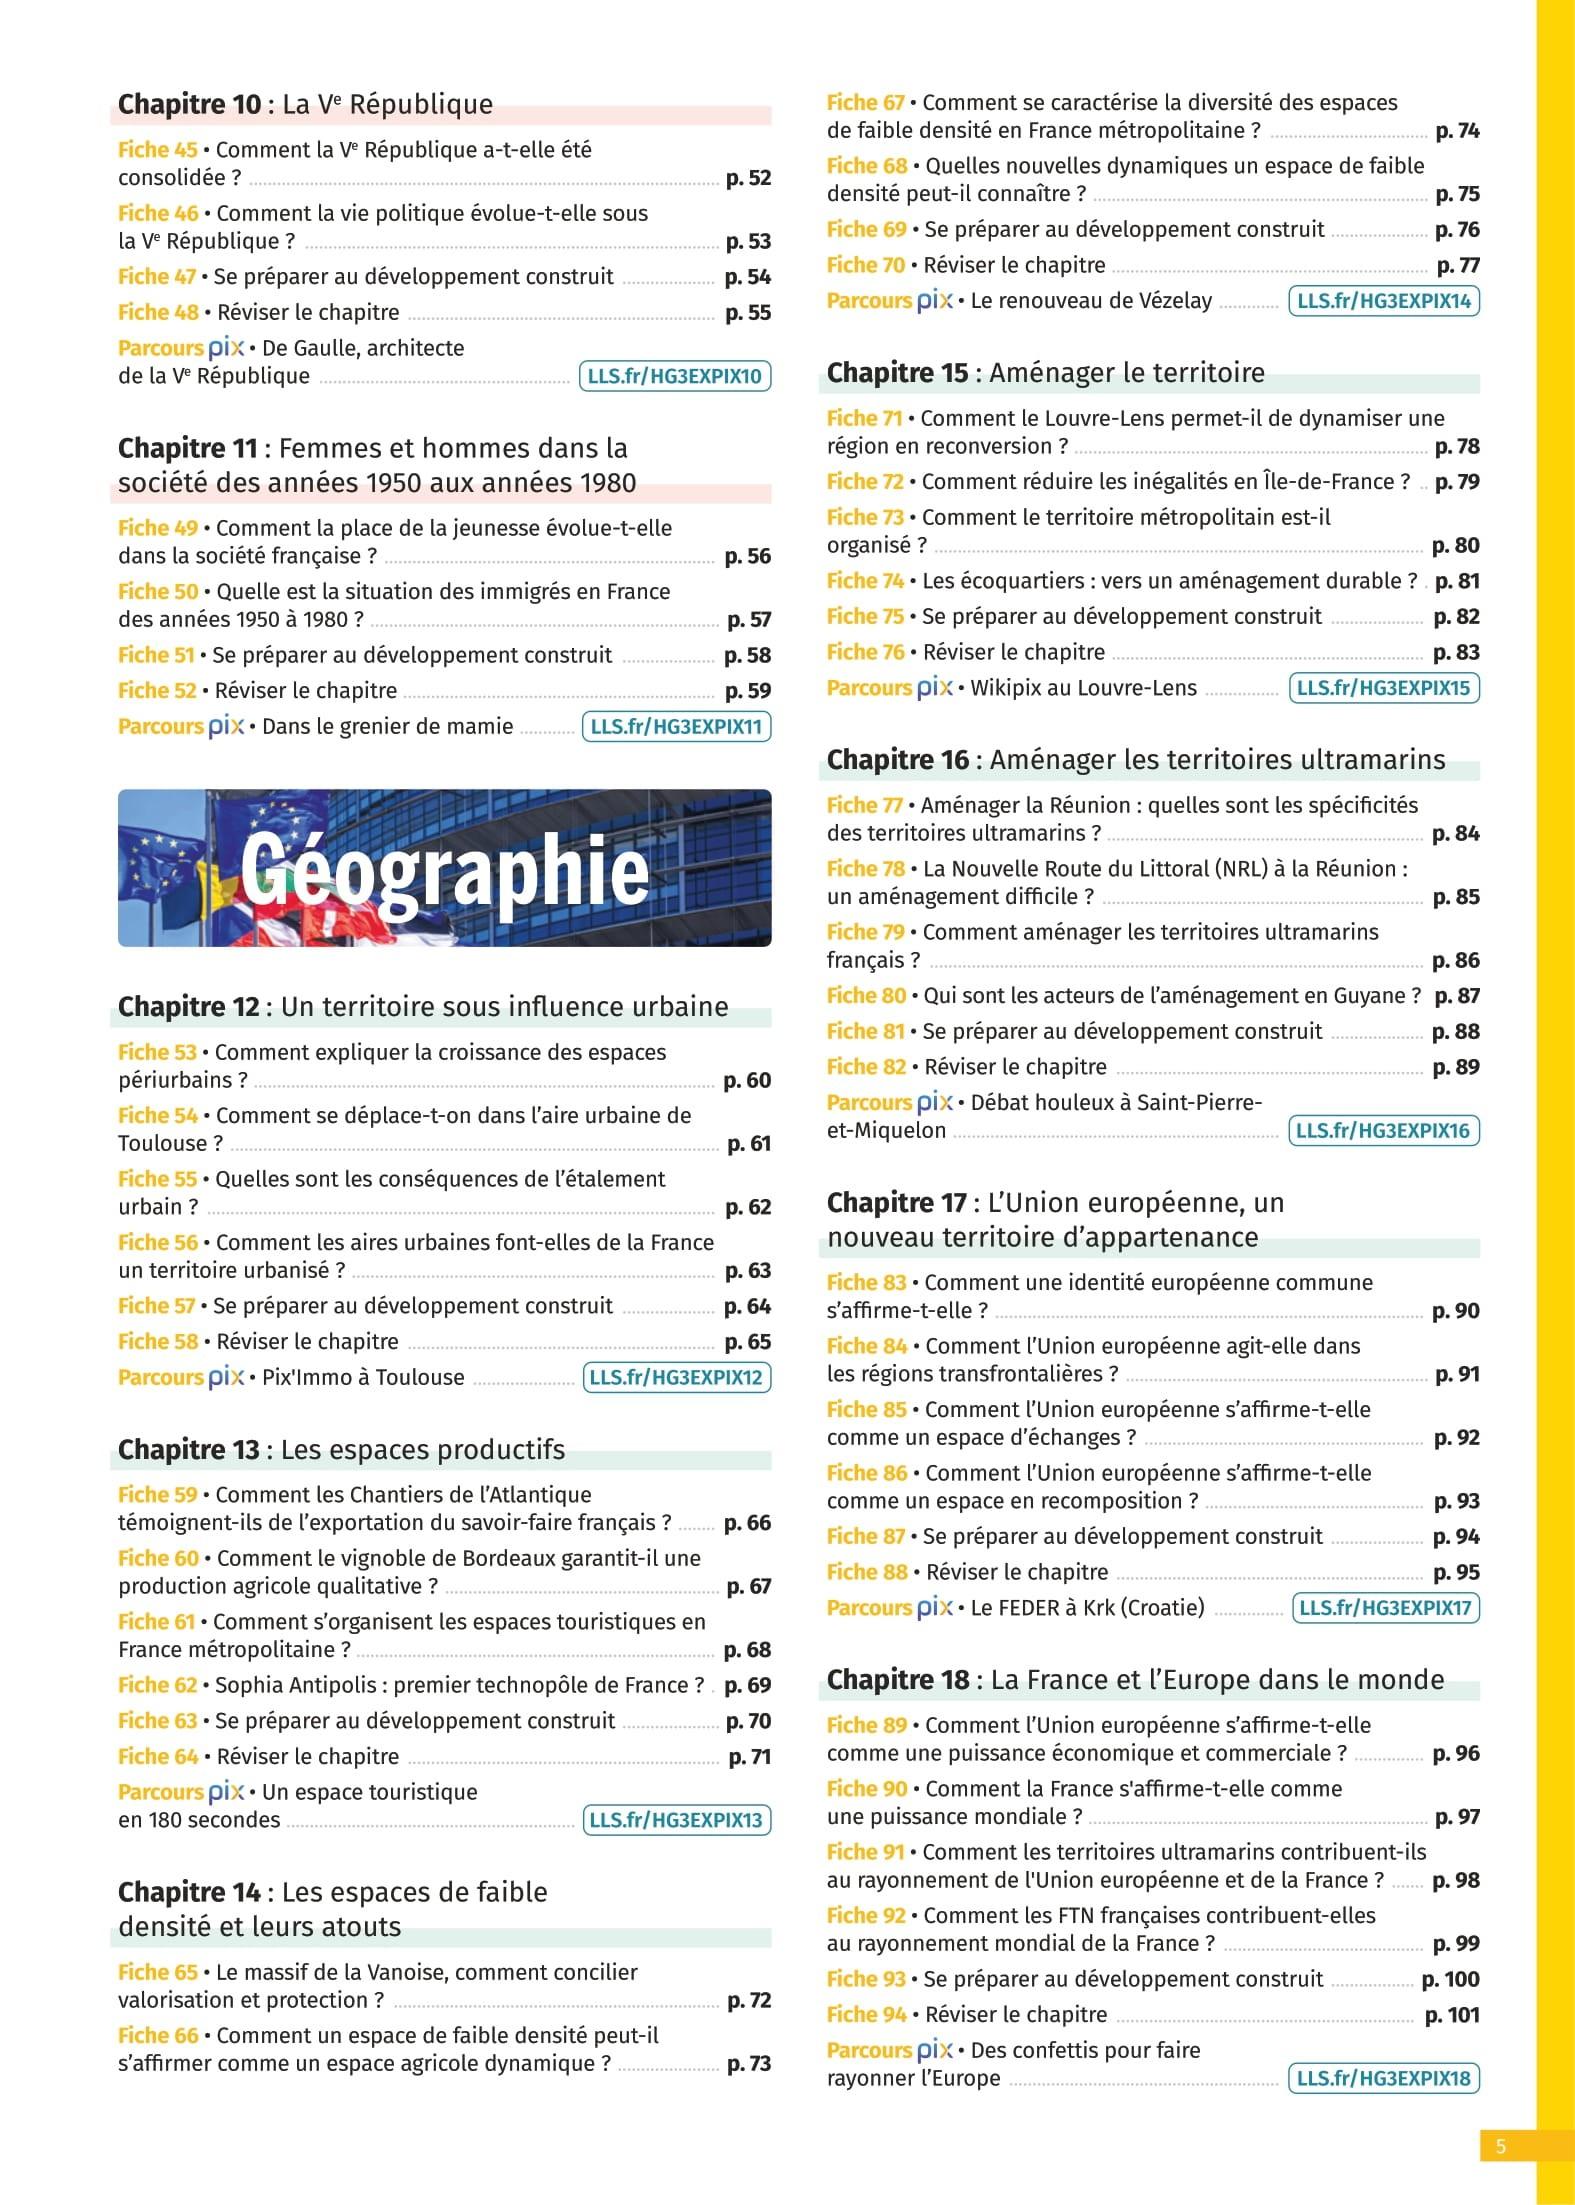 Chapitre 10 : La Vᵉ République
Fiche 45 • Comment la Vᵉ République a-t-elle été
consolidée ? p. 52
Fiche 46 • Comment la vie politique évolue-t-elle sous
la Vᵉ République ? p. 53
Fiche 47 • Se préparer au développement construit p. 54
Fiche 48 • Réviser le chapitre p. 55
Parcours pix • De Gaulle, architecte
de la Vᵉ République LLS.fr/HG3EXPIX10
Chapitre 11 : Femmes et hommes dans la
société des années 1950 aux années 1980
Fiche 49 • Comment la place de la jeunesse évolue-t-elle
dans la société française ? p. 56
Fiche 50 • Quelle est la situation des immigrés en France
des années 1950 à 1980 ? p. 57
Fiche 51 • Se préparer au développement construit p. 58
Fiche 52 • Réviser le chapitre p. 59
Parcours pix • Dans le grenier de mamie LLS.fr/HG3EXPIX11
Géographie
Chapitre 12 : Un territoire sous influence urbaine
Fiche 53 • Comment expliquer la croissance des espaces
périurbains ? p. 60
Fiche 54 • Comment se déplace-t-on dans l’aire urbaine de
Toulouse ? p. 61
Fiche 55 • Quelles sont les conséquences de l’étalement
urbain ? p. 62
Fiche 56 • Comment les aires urbaines font-elles de la France
un territoire urbanisé ? p. 63
Fiche 57 • Se préparer au développement construit p. 64
Fiche 58 • Réviser le chapitre p. 65
Parcours pix • Pix'Immo à Toulouse LLS.fr/HG3EXPIX12
Chapitre 13 : Les espaces productifs
Fiche 59 • Comment les Chantiers de l’Atlantique
témoignent-ils de l’exportation du savoir-faire français ? p. 66
Fiche 60 • Comment le vignoble de Bordeaux garantit-il une
production agricole qualitative ? p. 67
Fiche 61 • Comment s’organisent les espaces touristiques en
France métropolitaine ? p. 68
Fiche 62 • Sophia Antipolis : premier technopôle de France ? p. 69
Fiche 63 • Se préparer au développement construit p. 70
Fiche 64 • Réviser le chapitre p. 71
Parcours pix • Un espace touristique
en 180 secondes LLS.fr/HG3EXPIX13
Chapitre 14 : Les espaces de faible
densité et leurs atouts
Fiche 65 • Le massif de la Vanoise, comment concilier
valorisation et protection ? p. 72
Fiche 66 • Comment un espace de faible densité peut-il
s’affirmer comme un espace agricole dynamique ? p. 73
Fiche 67 • Comment se caractérise la diversité des espaces
de faible densité en France métropolitaine ? p. 74
Fiche 68 • Quelles nouvelles dynamiques un espace de faible
densité peut-il connaître ? p. 75
Fiche 69 • Se préparer au développement construit p. 76
Fiche 70 • Réviser le chapitre p. 77
Parcours pix • Le renouveau de Vézelay LLS.fr/HG3EXPIX14
Chapitre 15 : Aménager le territoire
Fiche 71 • Comment le Louvre-Lens permet-il de dynamiser une
région en reconversion ? p. 78
Fiche 72 • Comment réduire les inégalités en Île-de-France ? p. 79
Fiche 73 • Comment le territoire métropolitain est-il
organisé ? p. 80
Fiche 74 • Les écoquartiers : vers un aménagement durable ? p. 81
Fiche 75 • Se préparer au développement construit p. 82
Fiche 76 • Réviser le chapitre p. 83
Parcours pix • Wikipix au Louvre-Lens LLS.fr/HG3EXPIX15
Chapitre 16 : Aménager les territoires ultramarins
Fiche 77 • Aménager la Réunion : quelles sont les spécificités
des territoires ultramarins ? p. 84
Fiche 78 • La Nouvelle Route du Littoral (NRL) à la Réunion :
un aménagement difficile ? p. 85
Fiche 79 • Comment aménager les territoires ultramarins
français ? p. 86
Fiche 80 • Qui sont les acteurs de l’aménagement en Guyane ? p. 87
Fiche 81 • Se préparer au développement construit p. 88
Fiche 82 • Réviser le chapitre p. 89
Parcours pix • Débat houleux à Saint-Pierre-
et-Miquelon LLS.fr/HG3EXPIX16
Chapitre 17 : L’Union européenne, un
nouveau territoire d’appartenance
Fiche 83 • Comment une identité européenne commune
s’affirme-t-elle ? p. 90
Fiche 84 • Comment l’Union européenne agit-elle dans
les régions transfrontalières ? p. 91
Fiche 85 • Comment l’Union européenne s’affirme-t-elle
comme un espace d’échanges ? p. 92
Fiche 86 • Comment l’Union européenne s’affirme-t-elle
comme un espace en recomposition ? p. 93
Fiche 87 • Se préparer au développement construit p. 94
Fiche 88 • Réviser le chapitre p. 95
Parcours pix • Le FEDER à Krk (Croatie) LLS.fr/HG3EXPIX17
Chapitre 18 : La France et l’Europe dans le monde
Fiche 89 • Comment l’Union européenne s’affirme-t-elle
comme une puissance économique et commerciale ? p. 96
Fiche 90 • Comment la France s'affirme-t-elle comme
une puissance mondiale ? p. 97
Fiche 91 • Comment les territoires ultramarins contribuent-ils
au rayonnement de l'Union européenne et de la France ? p. 98
Fiche 92 • Comment les FTN françaises contribuent-elles
au rayonnement mondial de la France ? p. 99
Fiche 93 • Se préparer au développement construit p. 100
Fiche 94 • Réviser le chapitre p. 101
Parcours pix • Des confettis pour faire
rayonner l’Europe LLS.fr/HG3EXPIX18
5